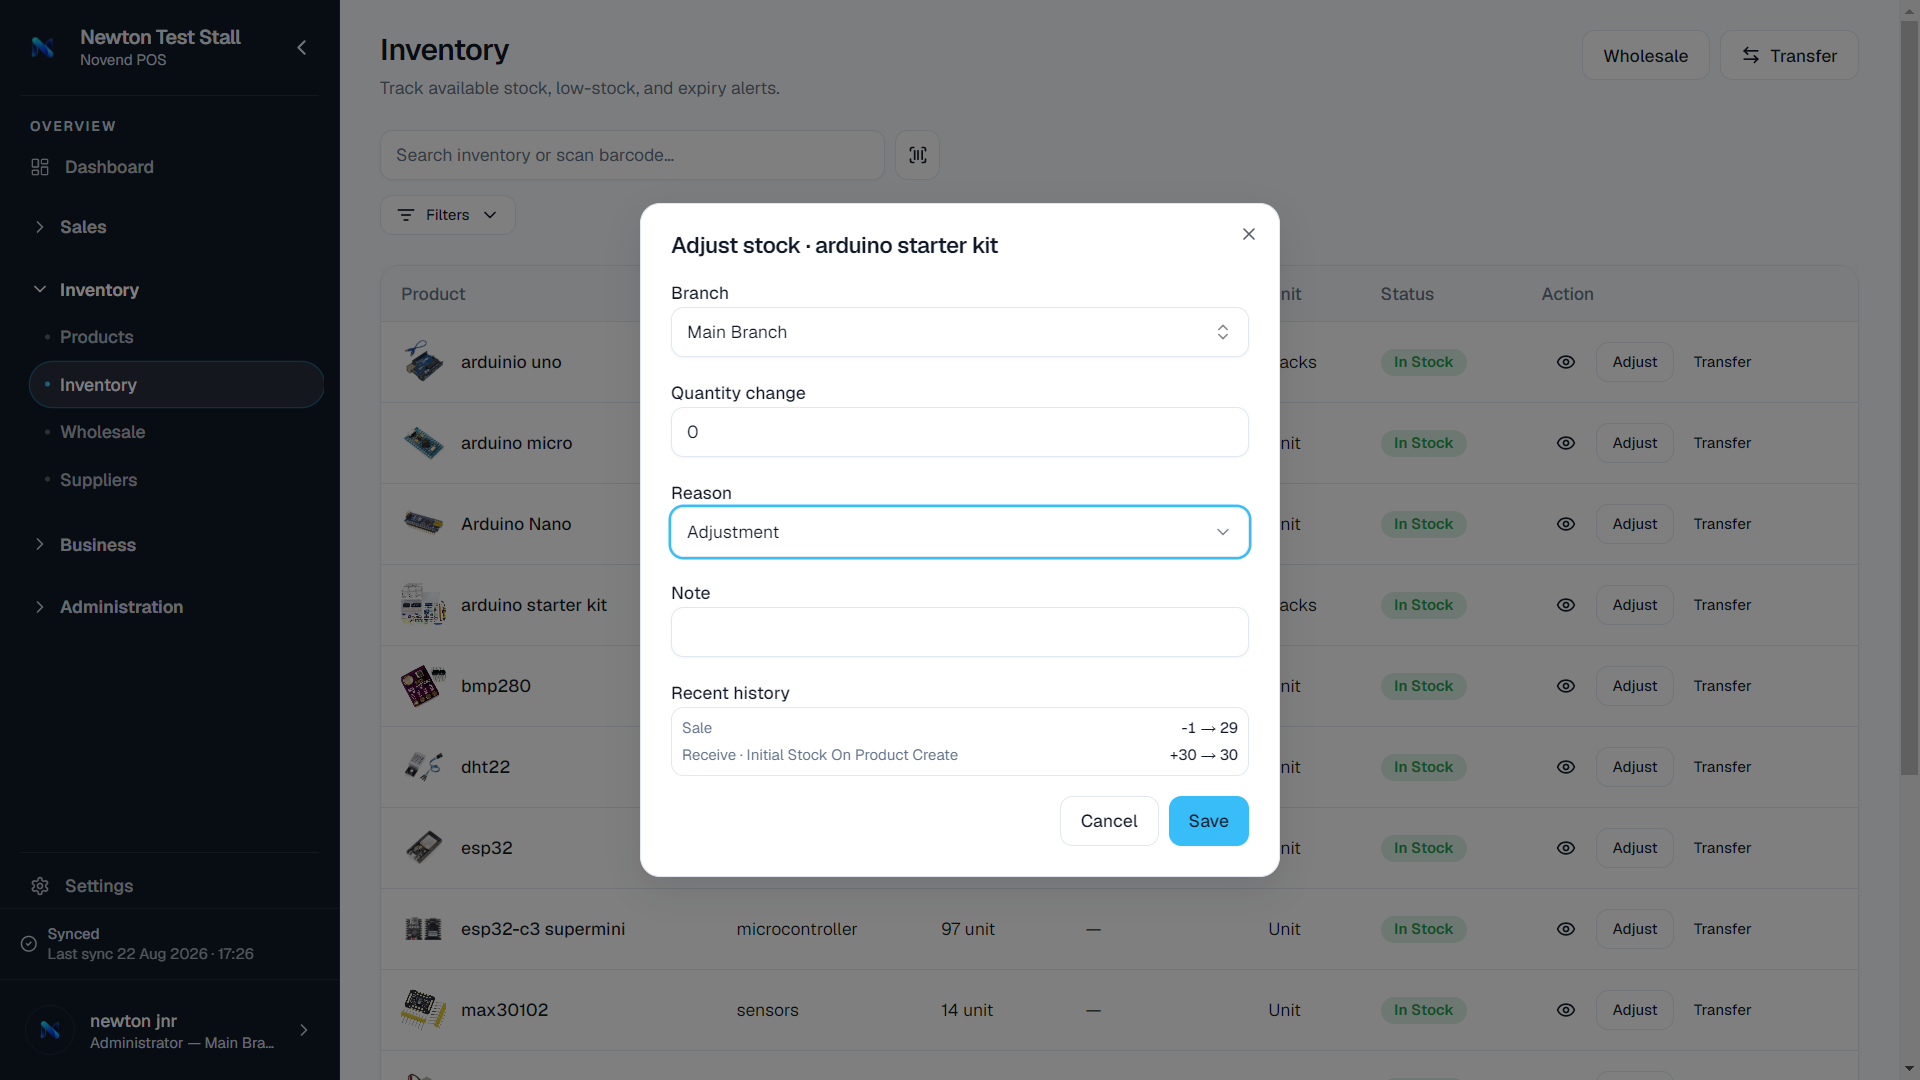 Newton Test Stall
Novend POS
OVERVIEW
Dashboard
Sales
Inventory
Products
Inventory
Wholesale
Suppliers
Business
Administration
Settings
Synced
Last sync 22 Aug 2026 · 17:26
newton jnr
Administrator — Main Bra...
Inventory
Track available stock, low-stock, and expiry alerts.
Wholesale
Transfer
Search inventory or scan barcode...
Filters
Product nit Status Action
arduinio uno acks In Stock Adjust Transfer
arduino micro nit In Stock Adjust Transfer
Arduino Nano nit In Stock Adjust Transfer
arduino starter kit acks In Stock Adjust Transfer
bmp280 nit In Stock Adjust Transfer
dht22 nit In Stock Adjust Transfer
esp32 nit In Stock Adjust Transfer
esp32-c3 supermini microcontroller 97 unit — Unit In Stock Adjust Transfer
max30102 sensors 14 unit — Unit In Stock Adjust Transfer
Adjust stock · arduino starter kit
Branch
Main Branch
Quantity change
0
Reason
Adjustment
Note
Recent history
Sale -1 → 29
Receive · Initial Stock On Product Create +30 → 30
Cancel
Save